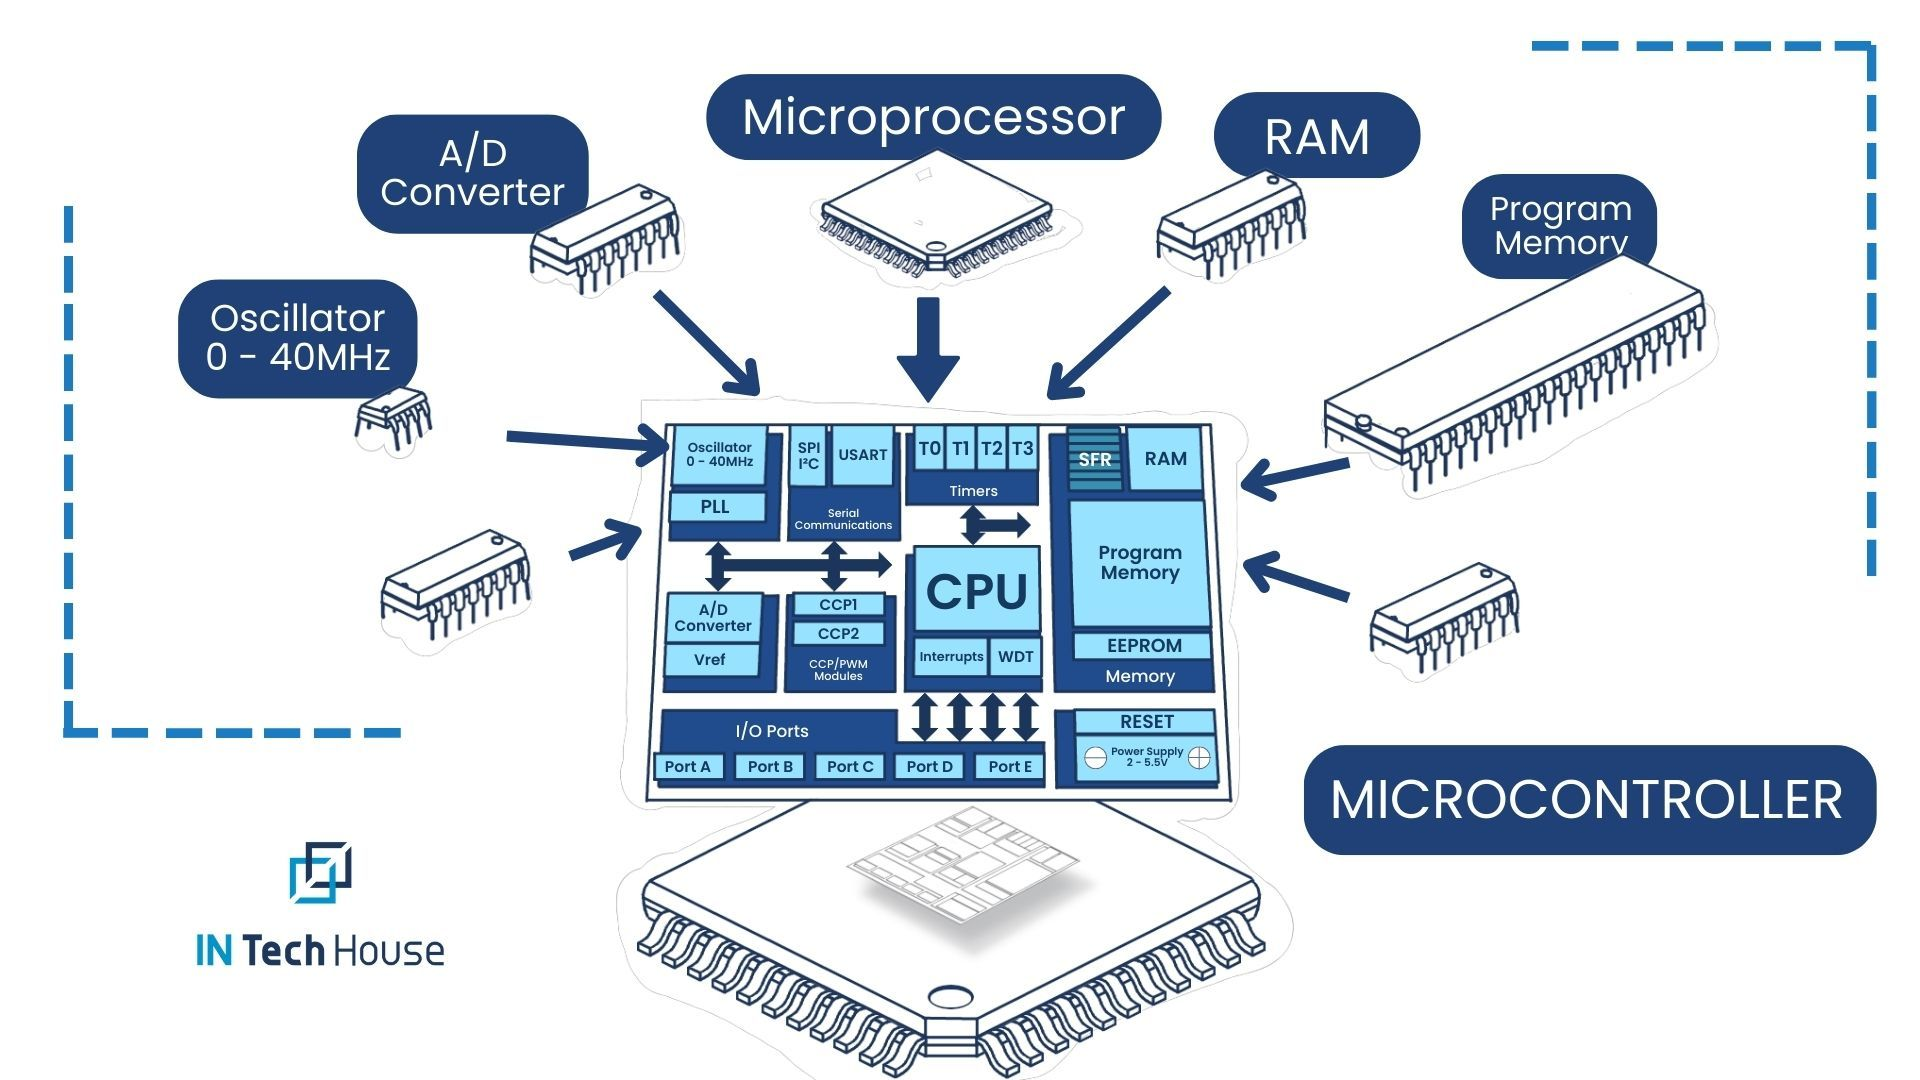 Microprocessor
RAM
A/D
Converter
Program
Memory
Oscillator
0 - 40MHz
Oscillator
0 - 40MHz
PLL
SPI
I²C
USART
Serial
Communications
T0 T1 T2 T3
Timers
SFR
RAM
Program
Memory
EEPROM
Memory
CPU
Interrupts
WDT
A/D
Converter
Vref
CCP1
CCP2
CCP/PWM
Modules
I/O Ports
Port A
Port B
Port C
Port D
Port E
RESET
Power Supply
2 - 5.5V
MICROCONTROLLER
IN Tech House